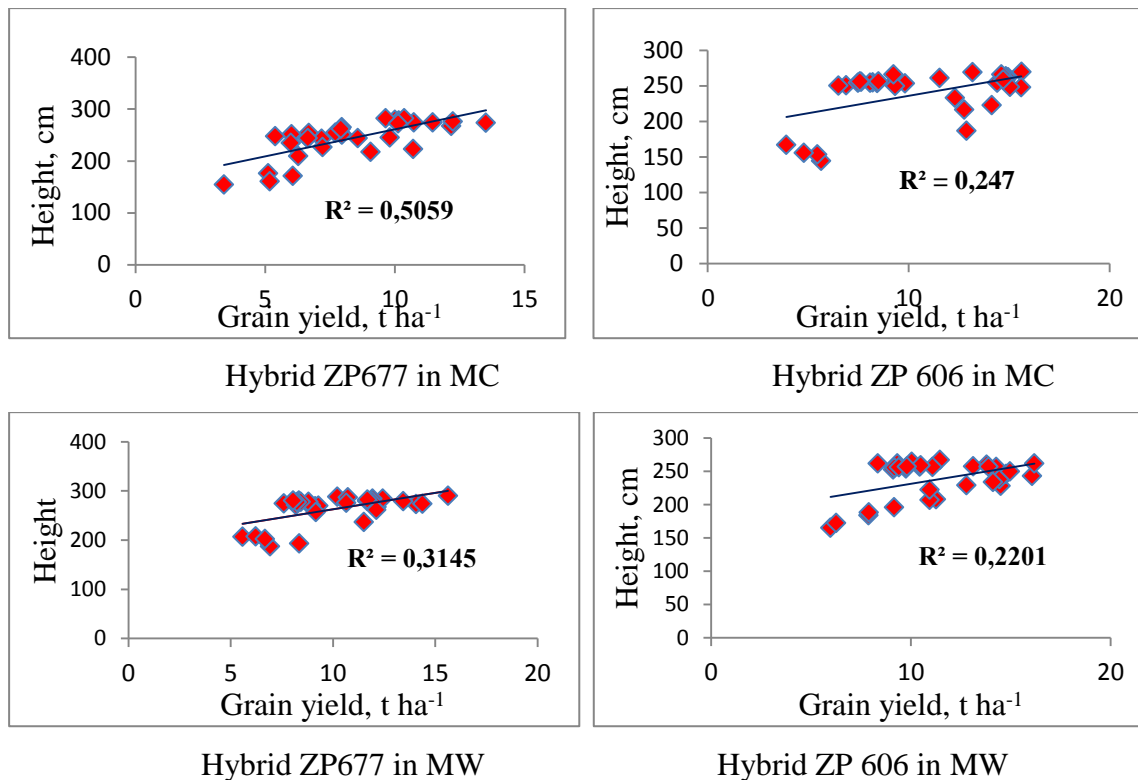 400
300
200
100
0
Height, cm
R² = 0,5059
0
5
10
15
Grain yield, t ha⁻¹
Hybrid ZP677 in MC
300
250
200
150
100
50
0
Height, cm
R² = 0,247
0
10
20
Grain yield, t ha⁻¹
Hybrid ZP 606 in MC
400
300
200
100
0
Height
R² = 0,3145
0
5
10
15
20
Grain yield, t ha⁻¹
Hybrid ZP677 in MW
300
250
200
150
100
50
0
Height, cm
R² = 0,2201
0
10
20
Grain yield, t ha⁻¹
Hybrid ZP 606 in MW